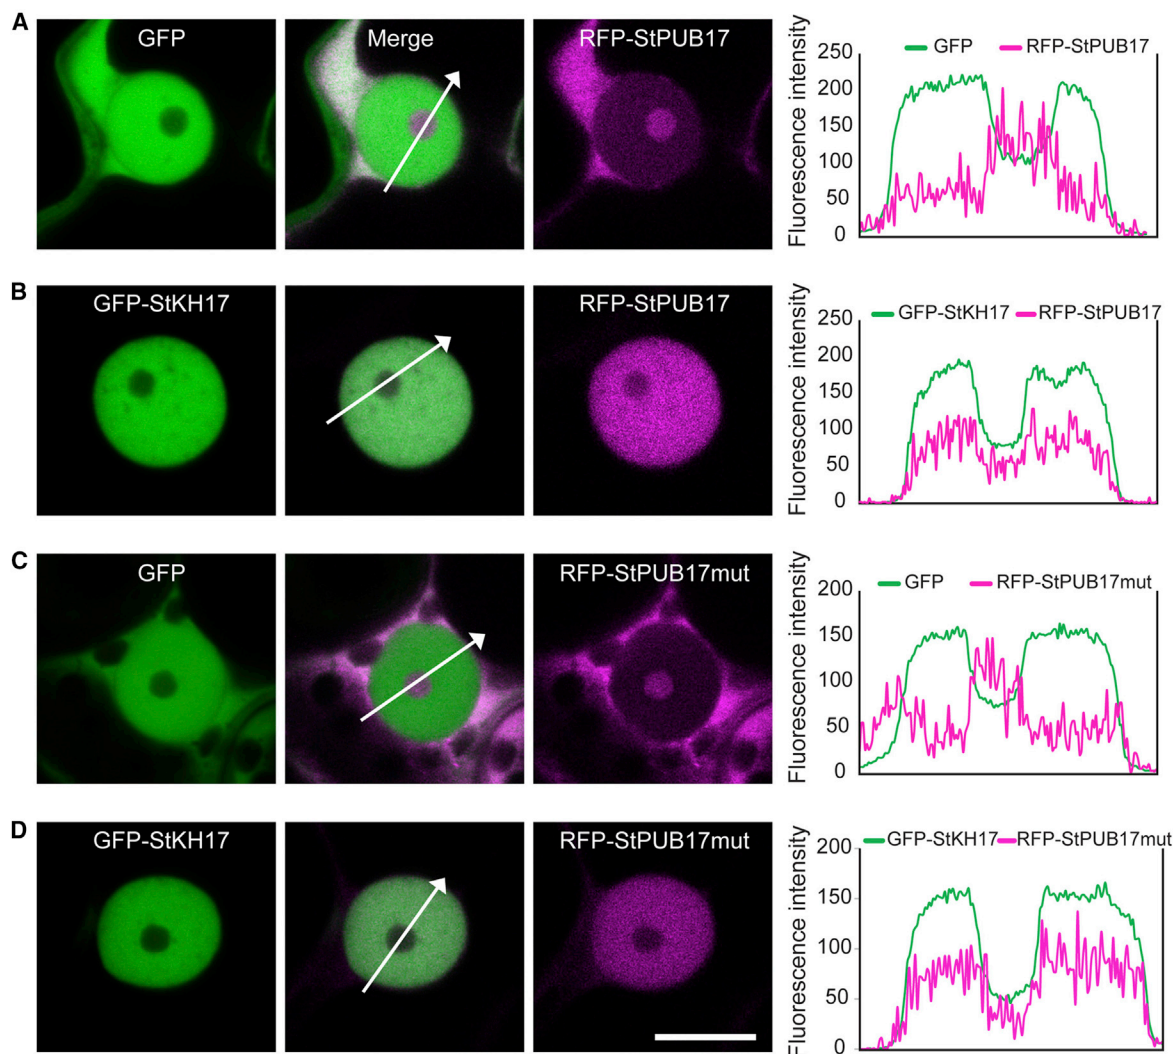 A
GFP
Merge
RFP-StPUB17
GFP RFP-StPUB17
Fluorescence intensity
250
200
150
100
50
0
B
GFP-StKH17
RFP-StPUB17
GFP-StKH17 RFP-StPUB17
Fluorescence intensity
250
200
150
100
50
0
C
GFP
RFP-StPUB17mut
GFP RFP-StPUB17mut
Fluorescence intensity
200
150
100
50
0
D
GFP-StKH17
RFP-StPUB17mut
GFP-StKH17 RFP-StPUB17mut
Fluorescence intensity
200
150
100
50
0